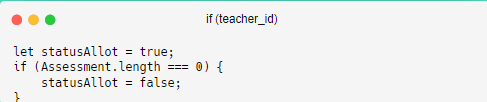 if (teacher_id)
let statusAllot = true;
if (Assessment.length === 0) {
    statusAllot = false;
}